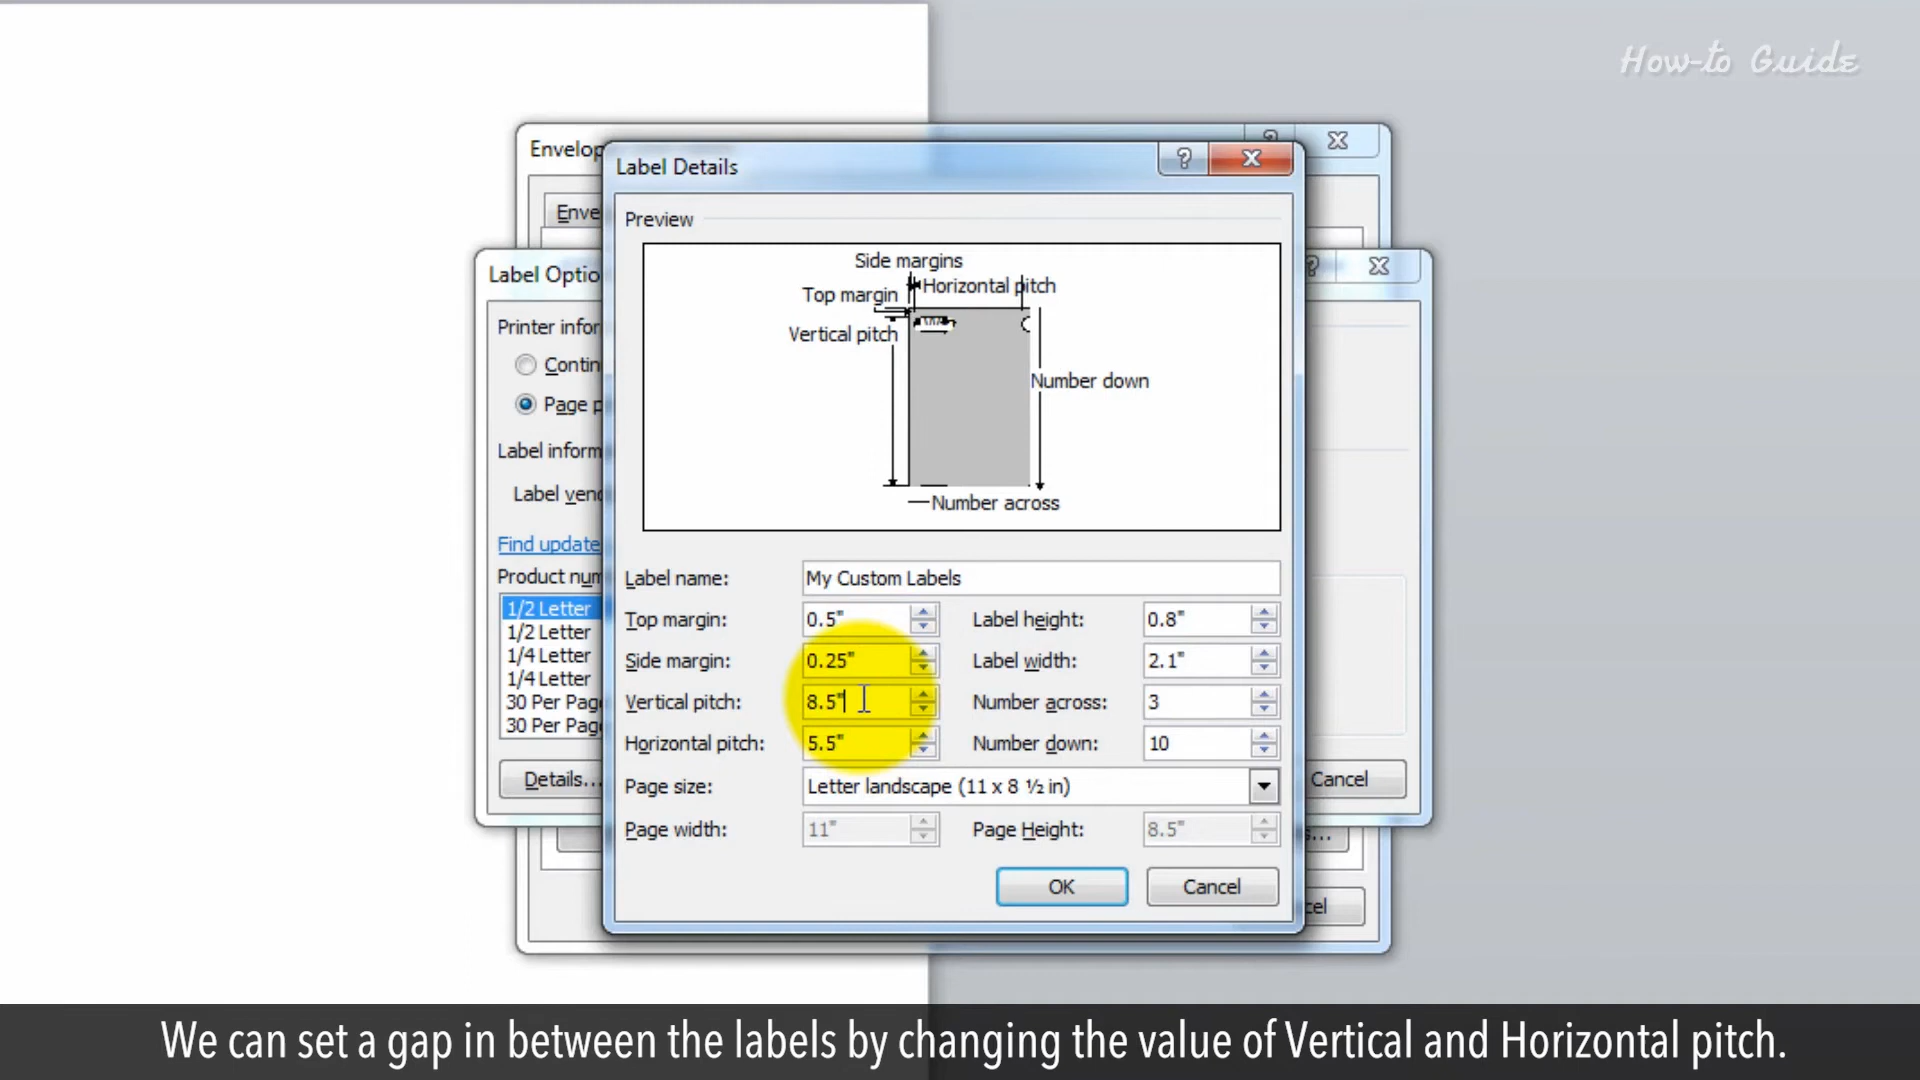 How-to Guide
Envelop
Label Details
Enve
Preview
Side margins
Horizontal pitch
Top margin
Vertical pitch
Number down
Number across
Label Optio
Printer infor
Contin
Page p
Label inform
Label vend
Find update
Product num
1/2 Letter
1/2 Letter
1/4 Letter
1/4 Letter
30 Per Page
30 Per Page
Details...
Label name: My Custom Labels
Top margin: 0.5" Label height: 0.8"
Side margin: 0.25" Label width: 2.1"
Vertical pitch: 8.5" Number across: 3
Horizontal pitch: 5.5" Number down: 10
Page size: Letter landscape (11 x 8 ½ in)
Page width: 11" Page Height: 8.5"
OK Cancel
Cancel
s...
cel
We can set a gap in between the labels by changing the value of Vertical and Horizontal pitch.